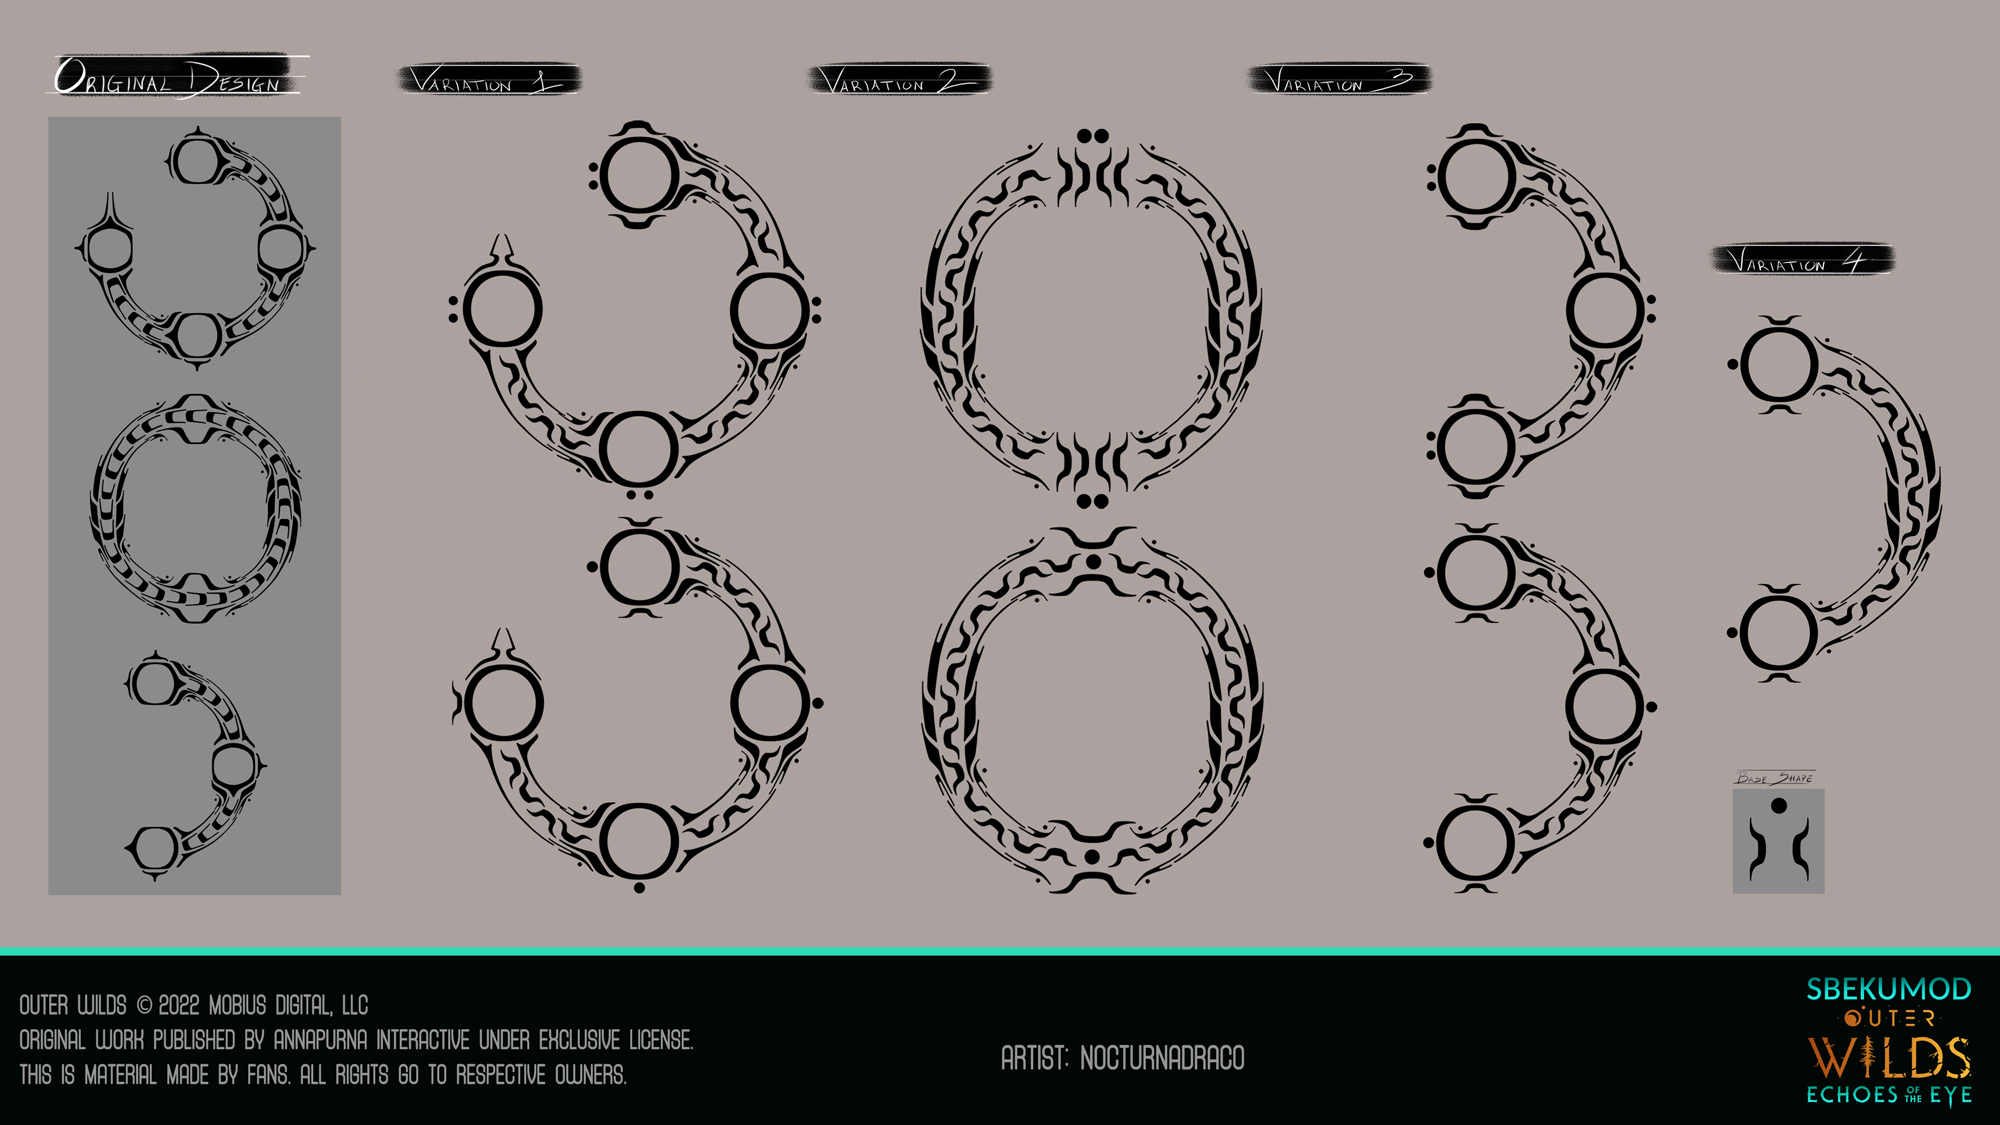 Original Design
Variation 1
Variation 2
Variation 3
Variation 4
Base Shape
OUTER WILDS © 2022 MOBIUS DIGITAL, LLC
ORIGINAL WORK PUBLISHED BY ANNAPURNA INTERACTIVE UNDER EXCLUSIVE LICENSE.
THIS IS MATERIAL MADE BY FANS. ALL RIGHTS GO TO RESPECTIVE OWNERS.
ARTIST: NOCTURNADRACO
SBEKUMOD
OUTER
WILDS
ECHOES OF THE EYE